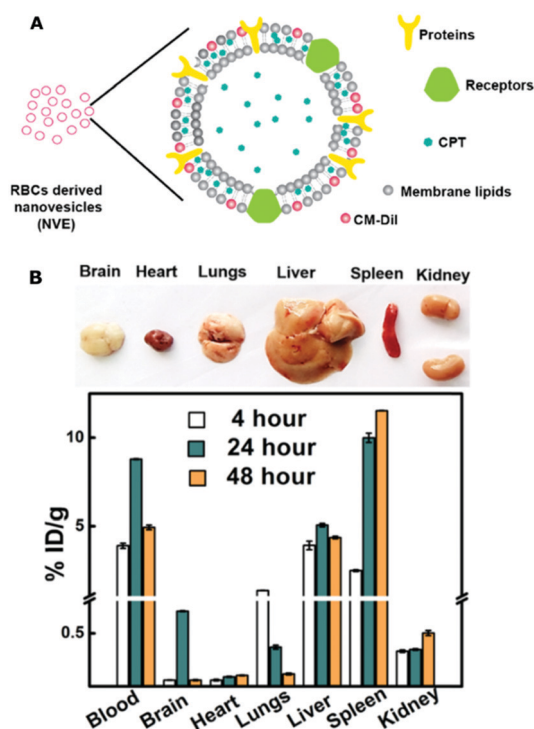 A
Proteins
Receptors
CPT
Membrane lipids
CM-Dil
RBCs derived
nanovesicles
(NVE)
B
Brain Heart Lungs Liver Spleen Kidney
4 hour
24 hour
48 hour
% ID/g
10
5
0.5
Blood Brain Heart Lungs Liver Spleen Kidney